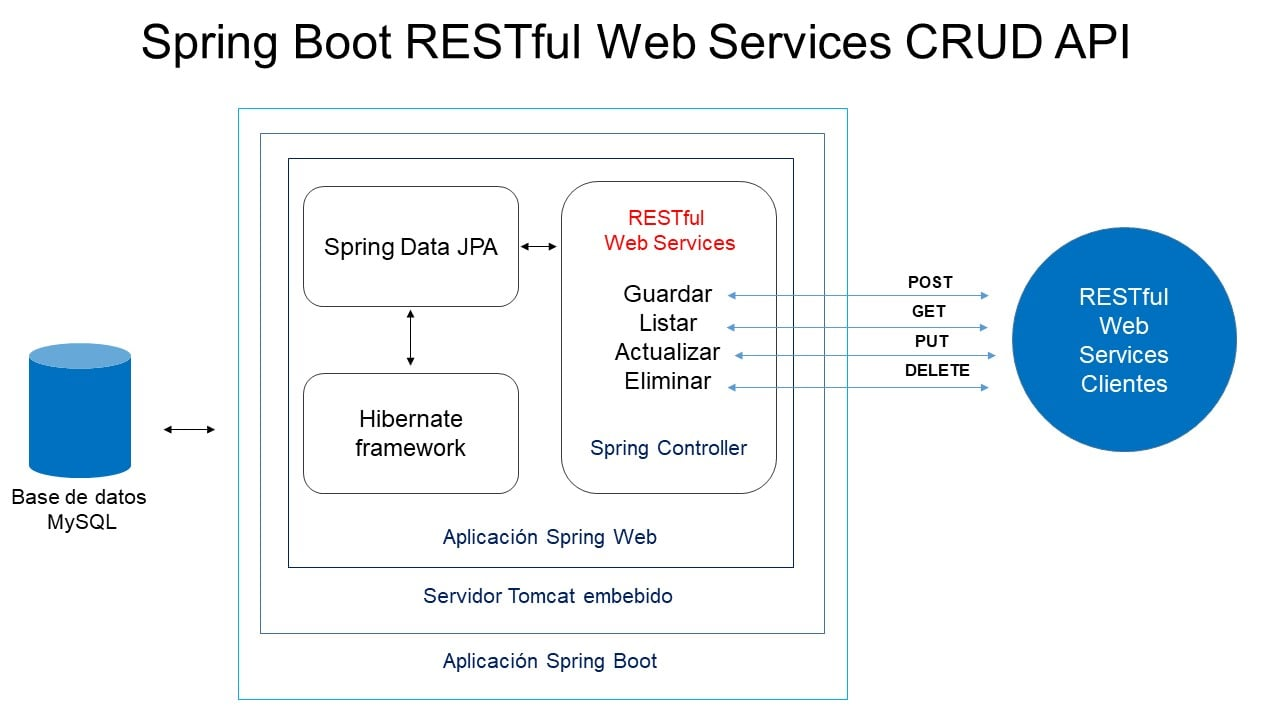 Spring Boot RESTful Web Services CRUD API
Spring Data JPA
RESTful
Web Services
Guardar
Listar
Actualizar
Eliminar
Spring Controller
Hibernate
framework
Aplicación Spring Web
Servidor Tomcat embebido
Aplicación Spring Boot
Base de datos
MySQL
POST
GET
PUT
DELETE
RESTful
Web
Services
Clientes